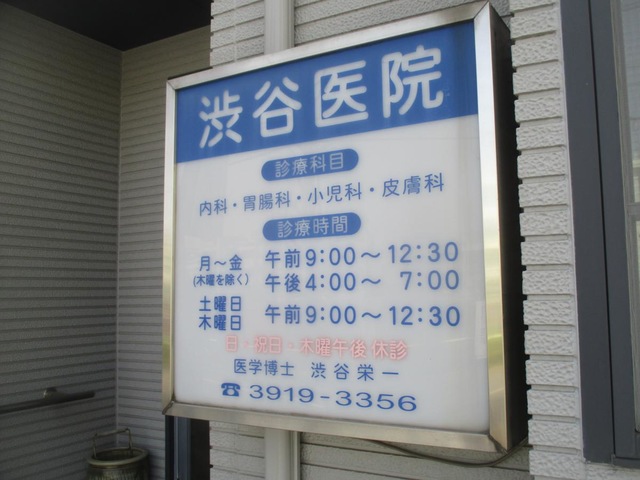 渋谷医院
診療科目
内科・胃腸科・小児科・皮膚科
診療時間
月～金 午前9:00～12:30
(木曜を除く) 午後4:00～ 7:00
土曜日
木曜日 午前9:00～12:30
日・祝日・木曜午後休診
医学博士 渋谷栄一
☎3919-3356